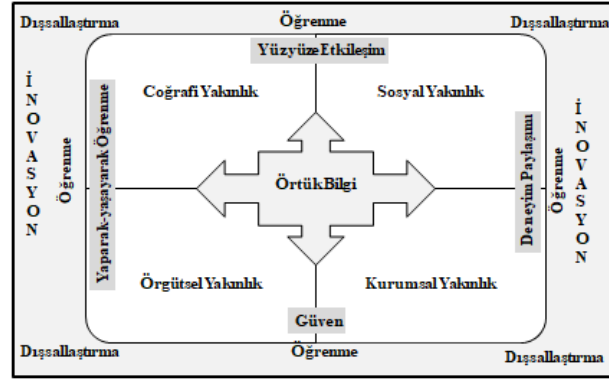 Dışsallaştırma
Öğrenme
Dışsallaştırma
Yüzyüze Etkileşim
Coğrafi Yakınlık
Sosyal Yakınlık
İNOVASYON
Öğrenme
Yaparak-yaşayarak Öğrenme
Örtük Bilgi
Deneyim Paylaşımı
Öğrenme
İNOVASYON
Örgütsel Yakınlık
Kurumsal Yakınlık
Güven
Dışsallaştırma
Öğrenme
Dışsallaştırma